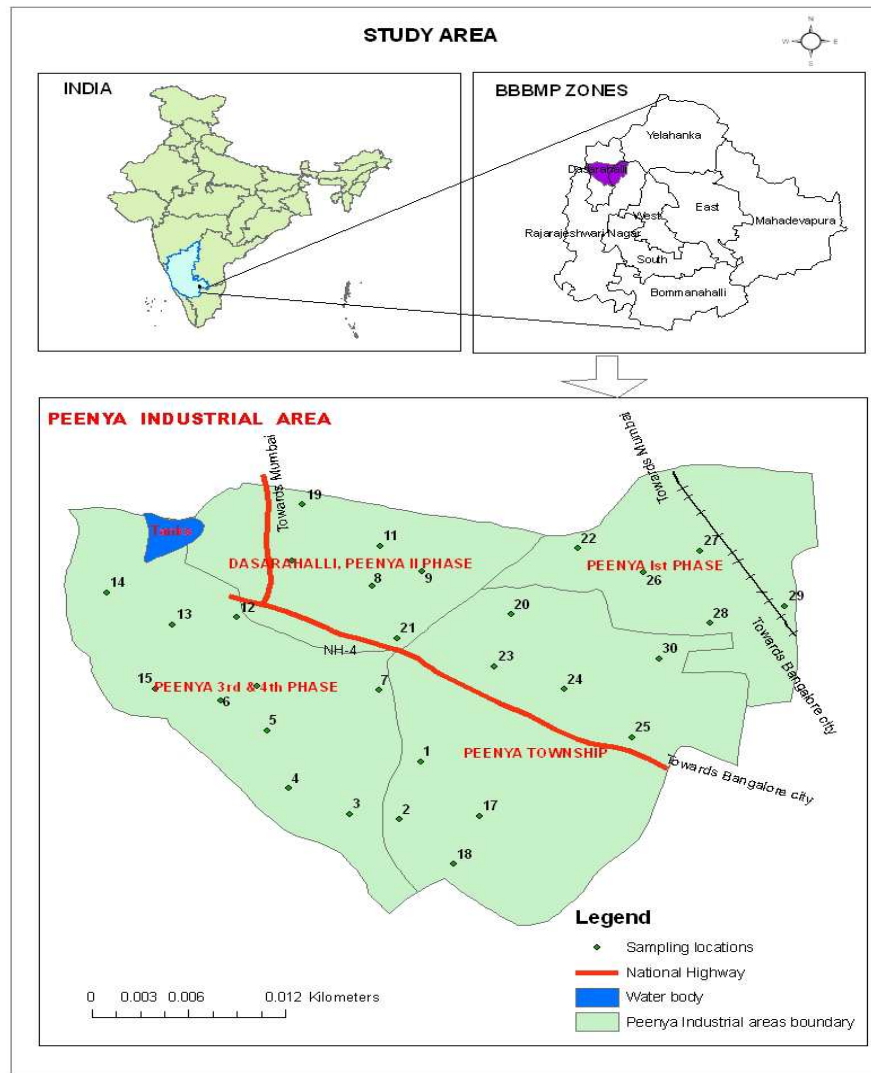 STUDY AREA
N
W E
S
INDIA
BBBMP ZONES
Yelahanka
Dasarahalli
West
East
Mahadevapura
Rajarajeshwari Nagar
South
Bommanahalli
PEENYA INDUSTRIAL AREA
Towards Mumbai
Towards Mumbai
19
11
22
27
Tanks
DASARAHALLI, PEENYA II PHASE
PEENYA Ist PHASE
8
9
26
14
29
12
20
28
13
21
NH-4
30
Towards Bangalore city
23
15
PEENYA 3rd & 4th PHASE
7
24
6
5
25
1
PEENYA TOWNSHIP
Towards Bangalore city
4
3
2
17
18
Legend
Sampling locations
National Highway
Water body
Peenya Industrial areas boundary
0 0.003 0.006 0.012 Kilometers